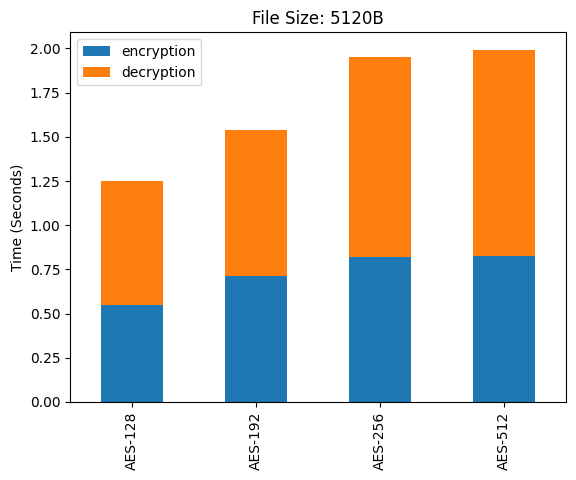 File Size: 5120B
encryption
decryption
Time (Seconds)
2.00
1.75
1.50
1.25
1.00
0.75
0.50
0.25
0.00
AES-128
AES-192
AES-256
AES-512